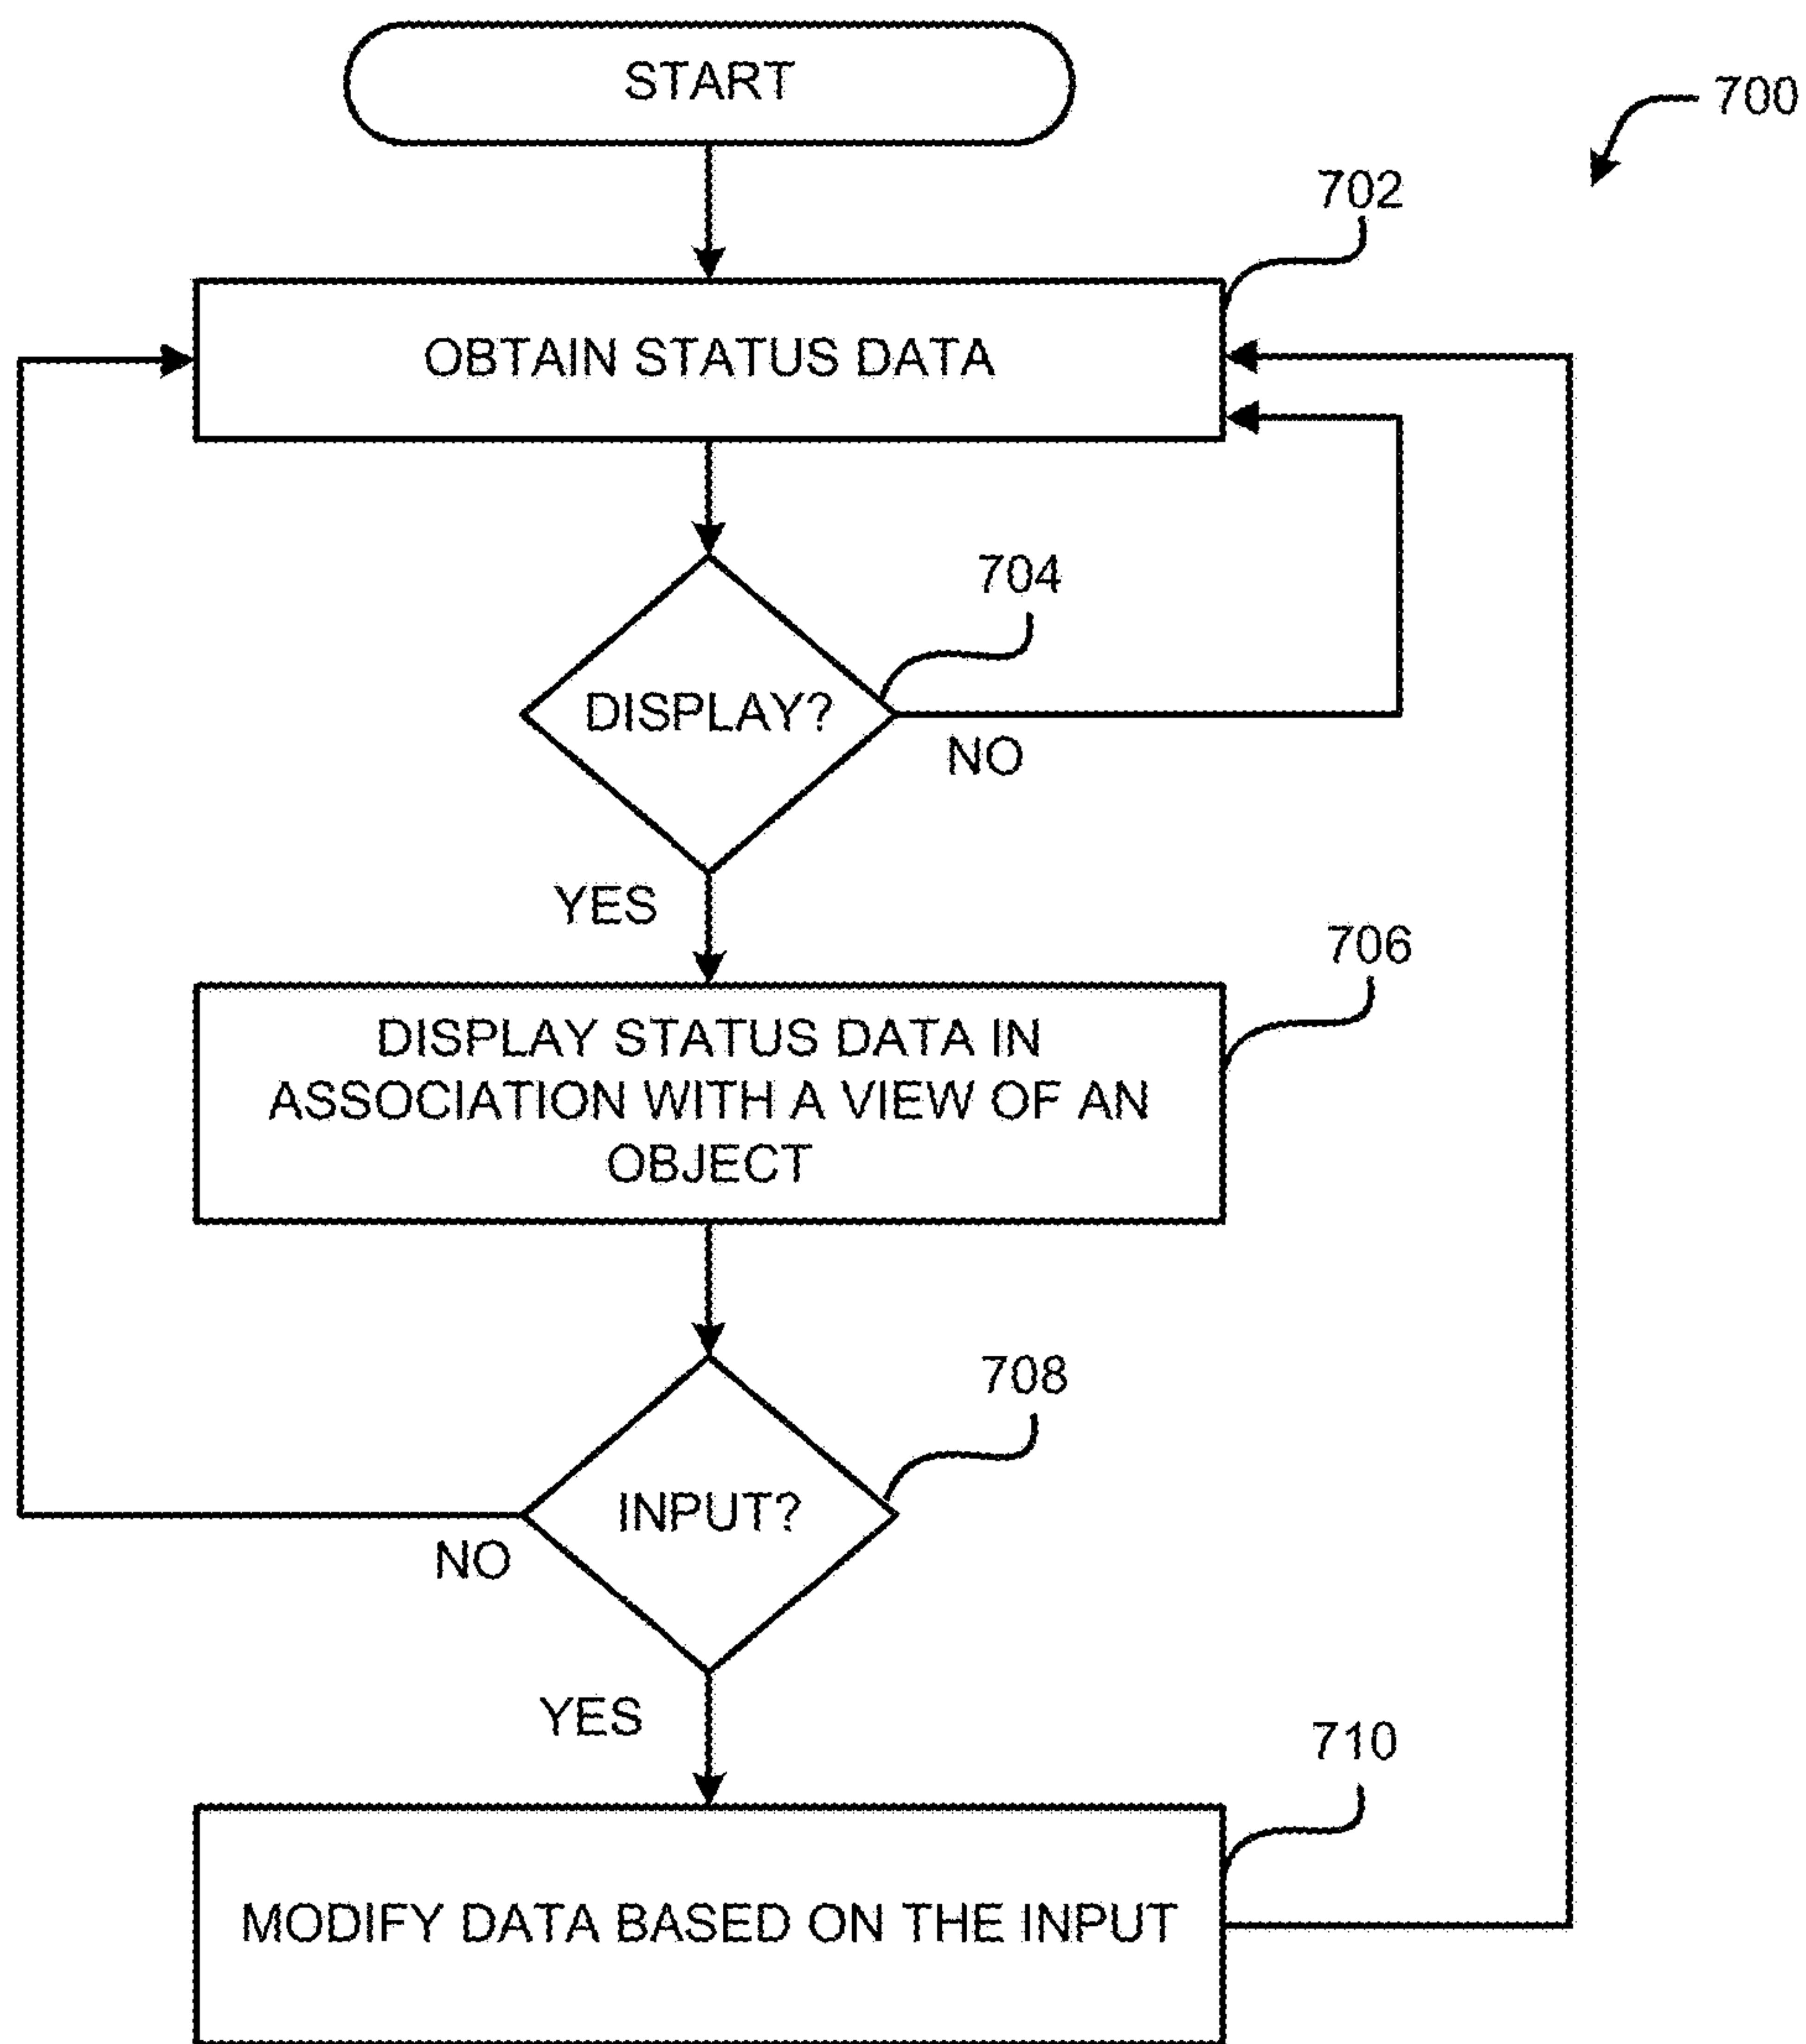 START
700
702
OBTAIN STATUS DATA
704
DISPLAY?
NO
YES
706
DISPLAY STATUS DATA IN
ASSOCIATION WITH A VIEW OF AN
OBJECT
708
INPUT?
NO
YES
710
MODIFY DATA BASED ON THE INPUT